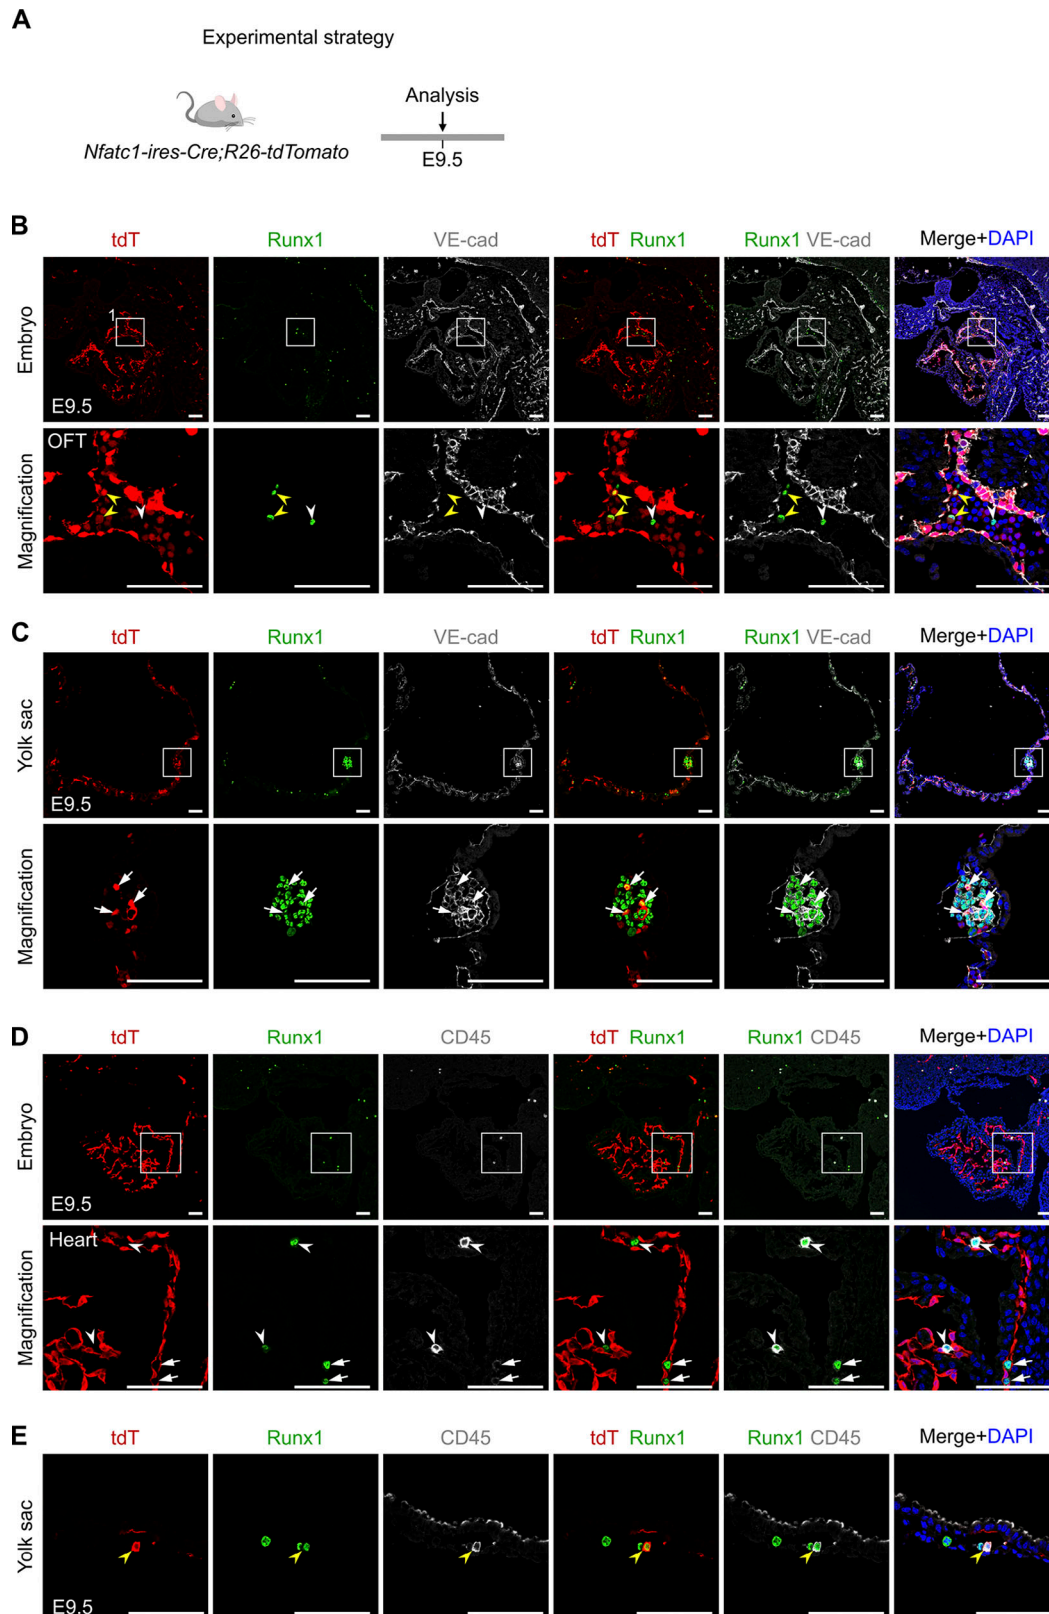 A
Experimental strategy
Analysis
Nfatc1-ires-Cre;R26-tdTomato
E9.5
B
tdT Runx1 VE-cad tdT Runx1 Runx1 VE-cad Merge+DAPI
Embryo
1
E9.5
Magnification
OFT
C
tdT Runx1 VE-cad tdT Runx1 Runx1 VE-cad Merge+DAPI
Yolk sac
E9.5
Magnification
D
tdT Runx1 CD45 tdT Runx1 Runx1 CD45 Merge+DAPI
Embryo
E9.5
Magnification
Heart
E
tdT Runx1 CD45 tdT Runx1 Runx1 CD45 Merge+DAPI
Yolk sac
E9.5